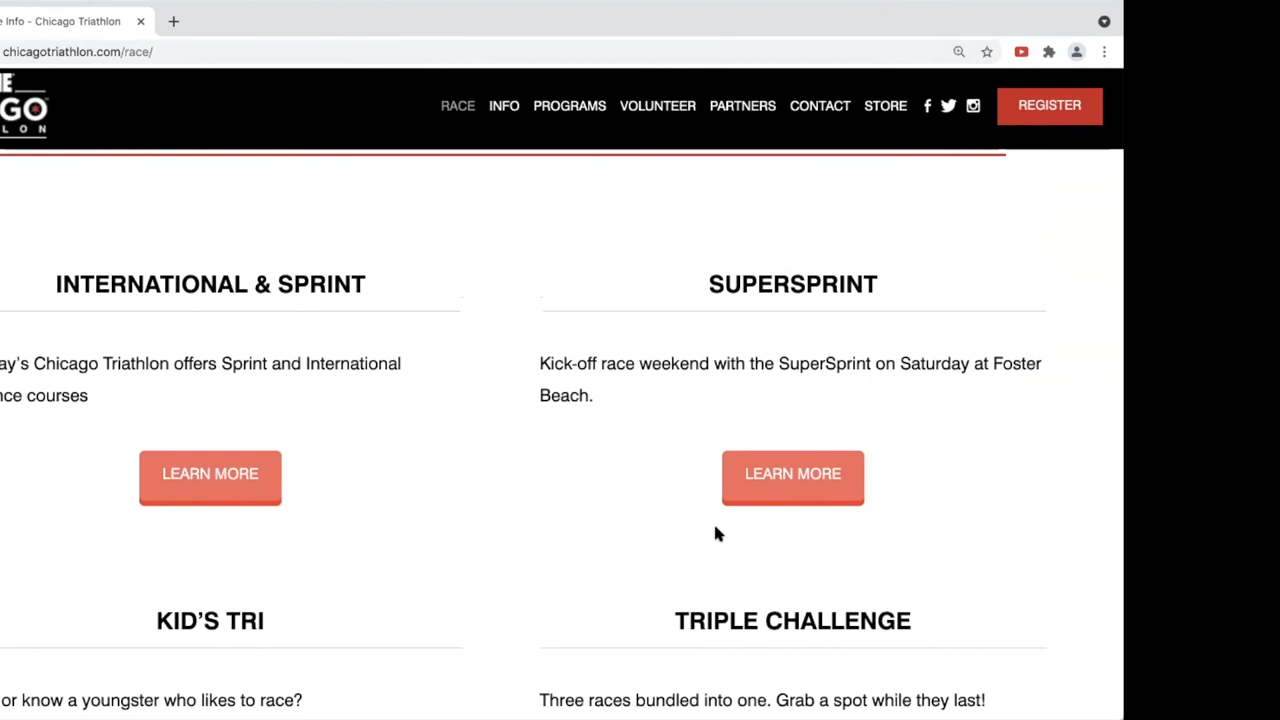 e Info - Chicago Triathlon
chicagotriathlon.com/race/
GO
LON
RACE INFO PROGRAMS VOLUNTEER PARTNERS CONTACT STORE REGISTER
INTERNATIONAL & SPRINT
ay’s Chicago Triathlon offers Sprint and International
nce courses
LEARN MORE
SUPERSPRINT
Kick-off race weekend with the SuperSprint on Saturday at Foster
Beach.
LEARN MORE
KID’S TRI
or know a youngster who likes to race?
TRIPLE CHALLENGE
Three races bundled into one. Grab a spot while they last!